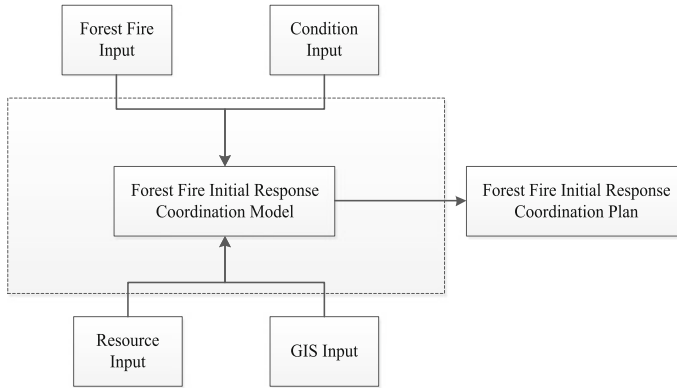 Forest Fire
Input
Condition
Input
Forest Fire Initial Response
Coordination Model
Forest Fire Initial Response
Coordination Plan
Resource
Input
GIS Input